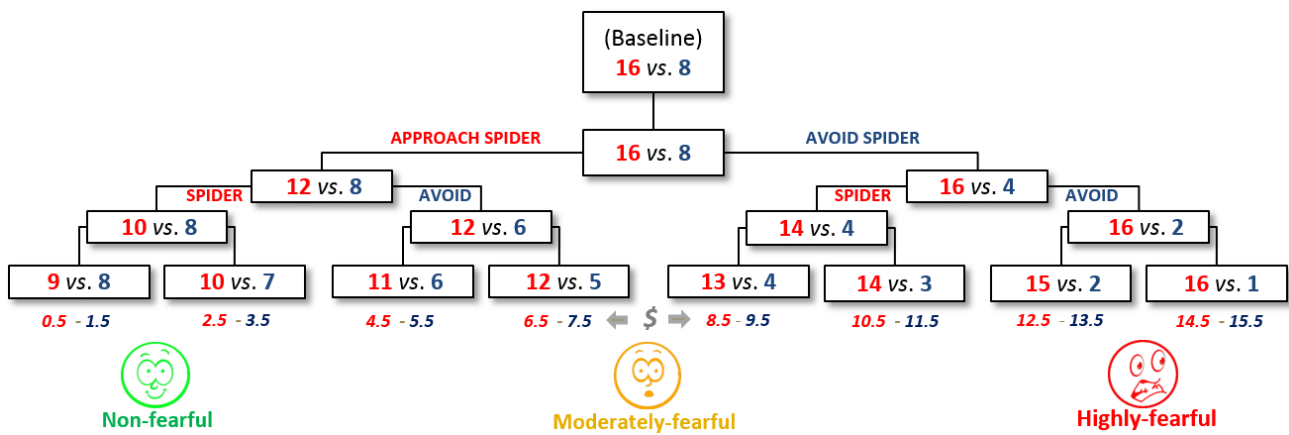 (Baseline)
16 vs. 8
APPROACH SPIDER
16 vs. 8
AVOID SPIDER
12 vs. 8
16 vs. 4
SPIDER
AVOID
SPIDER
AVOID
10 vs. 8
12 vs. 6
14 vs. 4
16 vs. 2
9 vs. 8
10 vs. 7
11 vs. 6
12 vs. 5
13 vs. 4
14 vs. 3
15 vs. 2
16 vs. 1
0.5 - 1.5
2.5 - 3.5
4.5 - 5.5
6.5 - 7.5
$
8.5 - 9.5
10.5 - 11.5
12.5 - 13.5
14.5 - 15.5
Non-fearful
Moderately-fearful
Highly-fearful